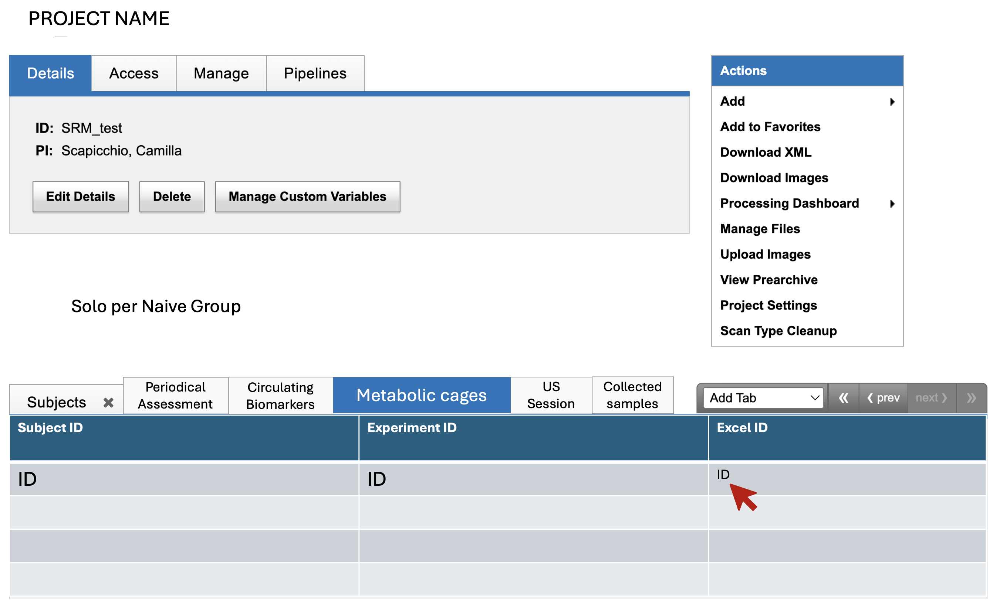 PROJECT NAME
Details
Access
Manage
Pipelines
ID: SRM_test
PI: Scapicchio, Camilla
Edit Details
Delete
Manage Custom Variables
Actions
Add
Add to Favorites
Download XML
Download Images
Processing Dashboard
Manage Files
Upload Images
View Prearchive
Project Settings
Scan Type Cleanup
Solo per Naive Group
Subjects
Periodical
Assessment
Circulating
Biomarkers
Metabolic cages
US
Session
Collected
samples
Add Tab
prev
next
Subject ID
Experiment ID
Excel ID
ID
ID
ID